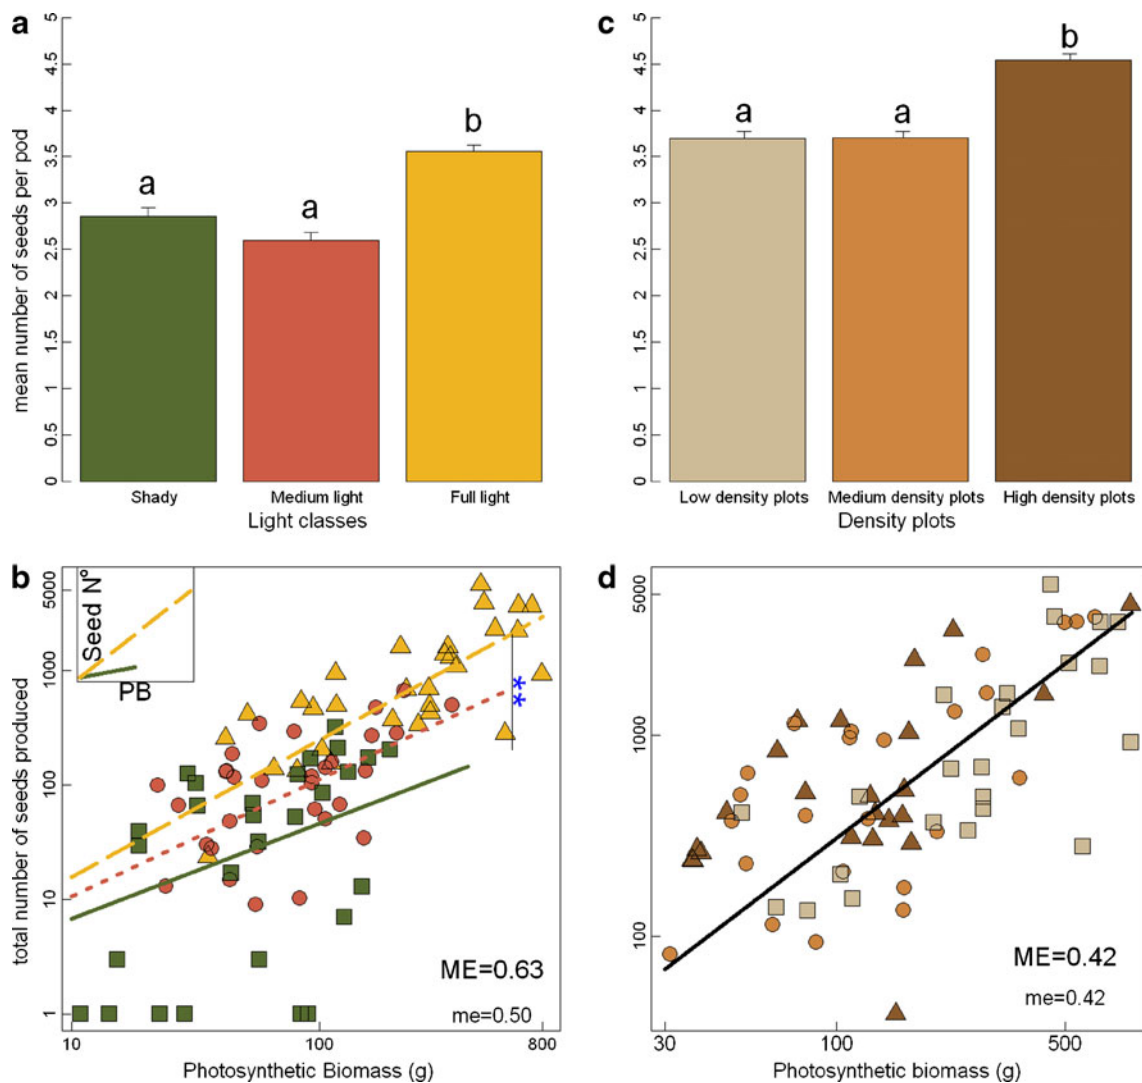 a
mean number of seeds per pod
5
4.5
4
3.5
3
2.5
2
1.5
1
0.5
0
a
a
b
Shady Medium light Full light
Light classes
c
5
4.5
4
3.5
3
2.5
2
1.5
1
0.5
0
a
a
b
Low density plots Medium density plots High density plots
Density plots
b
total number of seeds produced
5000
1000
100
10
1
Seed N°
PB
**
ME=0.63
me=0.50
10 100 800
Photosynthetic Biomass (g)
d
5000
1000
100
ME=0.42
me=0.42
30 100 500
Photosynthetic biomass (g)